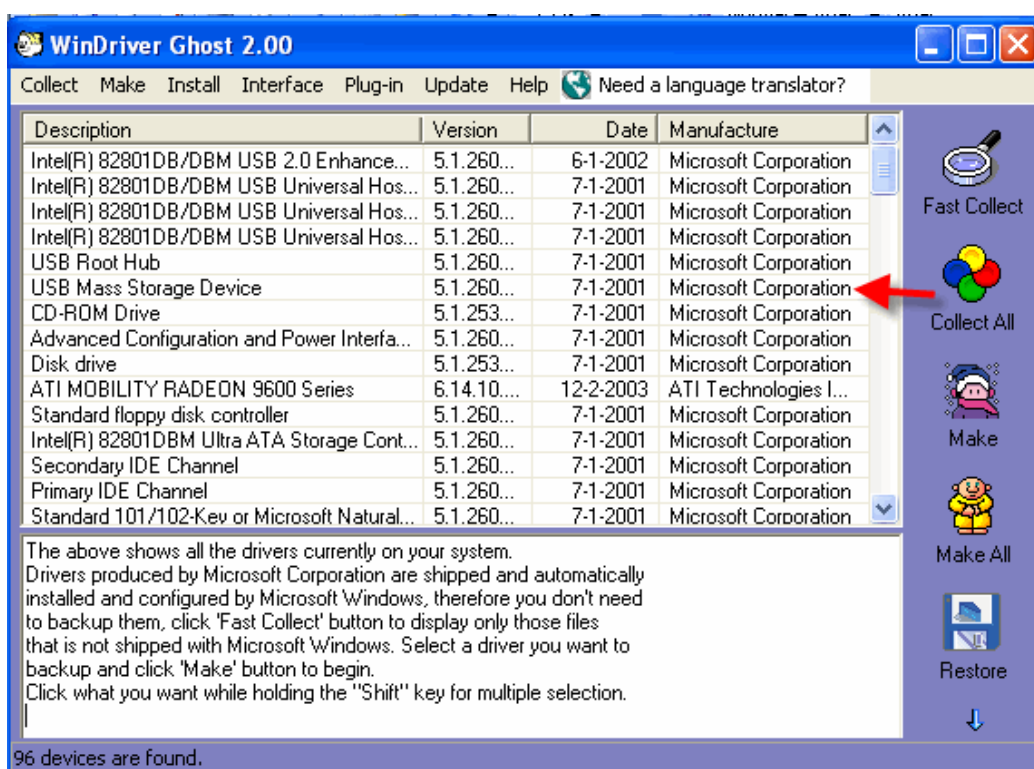 WinDriver Ghost 2.00
Collect Make Install Interface Plug-in Update Help Need a language translator?
Description Version Date Manufacture
Intel(R) 82801DB/DBM USB 2.0 Enhance... 5.1.260... 6-1-2002 Microsoft Corporation
Intel(R) 82801DB/DBM USB Universal Hos... 5.1.260... 7-1-2001 Microsoft Corporation
Intel(R) 82801DB/DBM USB Universal Hos... 5.1.260... 7-1-2001 Microsoft Corporation
Intel(R) 82801DB/DBM USB Universal Hos... 5.1.260... 7-1-2001 Microsoft Corporation
USB Root Hub 5.1.260... 7-1-2001 Microsoft Corporation
USB Mass Storage Device 5.1.260... 7-1-2001 Microsoft Corporation
CD-ROM Drive 5.1.253... 7-1-2001 Microsoft Corporation
Advanced Configuration and Power Interfa... 5.1.260... 7-1-2001 Microsoft Corporation
Disk drive 5.1.253... 7-1-2001 Microsoft Corporation
ATI MOBILITY RADEON 9600 Series 6.14.10.... 12-2-2003 ATI Technologies I...
Standard floppy disk controller 5.1.260... 7-1-2001 Microsoft Corporation
Intel(R) 82801DBM Ultra ATA Storage Cont... 5.1.260... 7-1-2001 Microsoft Corporation
Secondary IDE Channel 5.1.260... 7-1-2001 Microsoft Corporation
Primary IDE Channel 5.1.260... 7-1-2001 Microsoft Corporation
Standard 101/102-Key or Microsoft Natural... 5.1.260... 7-1-2001 Microsoft Corporation
Fast Collect
Collect All
Make
Make All
Restore
The above shows all the drivers currently on your system.
Drivers produced by Microsoft Corporation are shipped and automatically
installed and configured by Microsoft Windows, therefore you don't need
to backup them, click 'Fast Collect' button to display only those files
that is not shipped with Microsoft Windows. Select a driver you want to
backup and click 'Make' button to begin.
Click what you want while holding the "Shift" key for multiple selection.
96 devices are found.